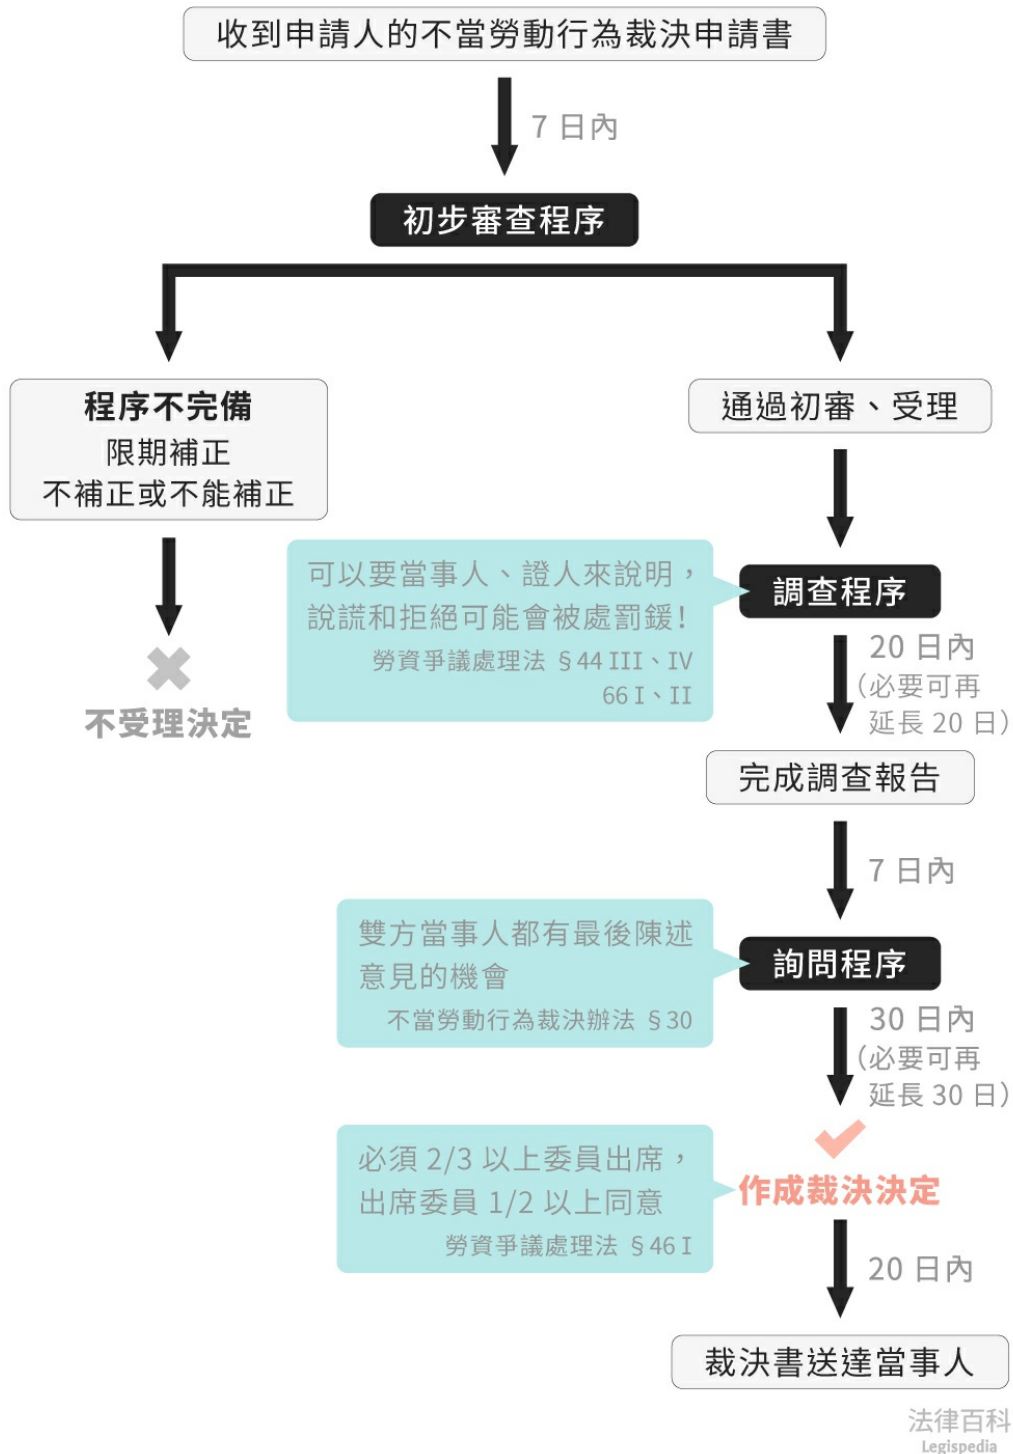 收到申請人的不當勞動行為裁決申請書
7 日內
初步審查程序
程序不完備
限期補正
不補正或不能補正
不受理決定
通過初審、受理
可以要當事人、證人來說明，
說謊和拒絕可能會被處罰鍰！
勞資爭議處理法 §44 III、IV
66 I、II
調查程序
20 日內
（必要可再
延長 20 日）
完成調查報告
7 日內
雙方當事人都有最後陳述
意見的機會
不當勞動行為裁決辦法 §30
詢問程序
30 日內
（必要可再
延長 30 日）
必須 2/3 以上委員出席，
出席委員 1/2 以上同意
勞資爭議處理法 §46 I
作成裁決決定
20 日內
裁決書送達當事人
法律百科
Legispedia